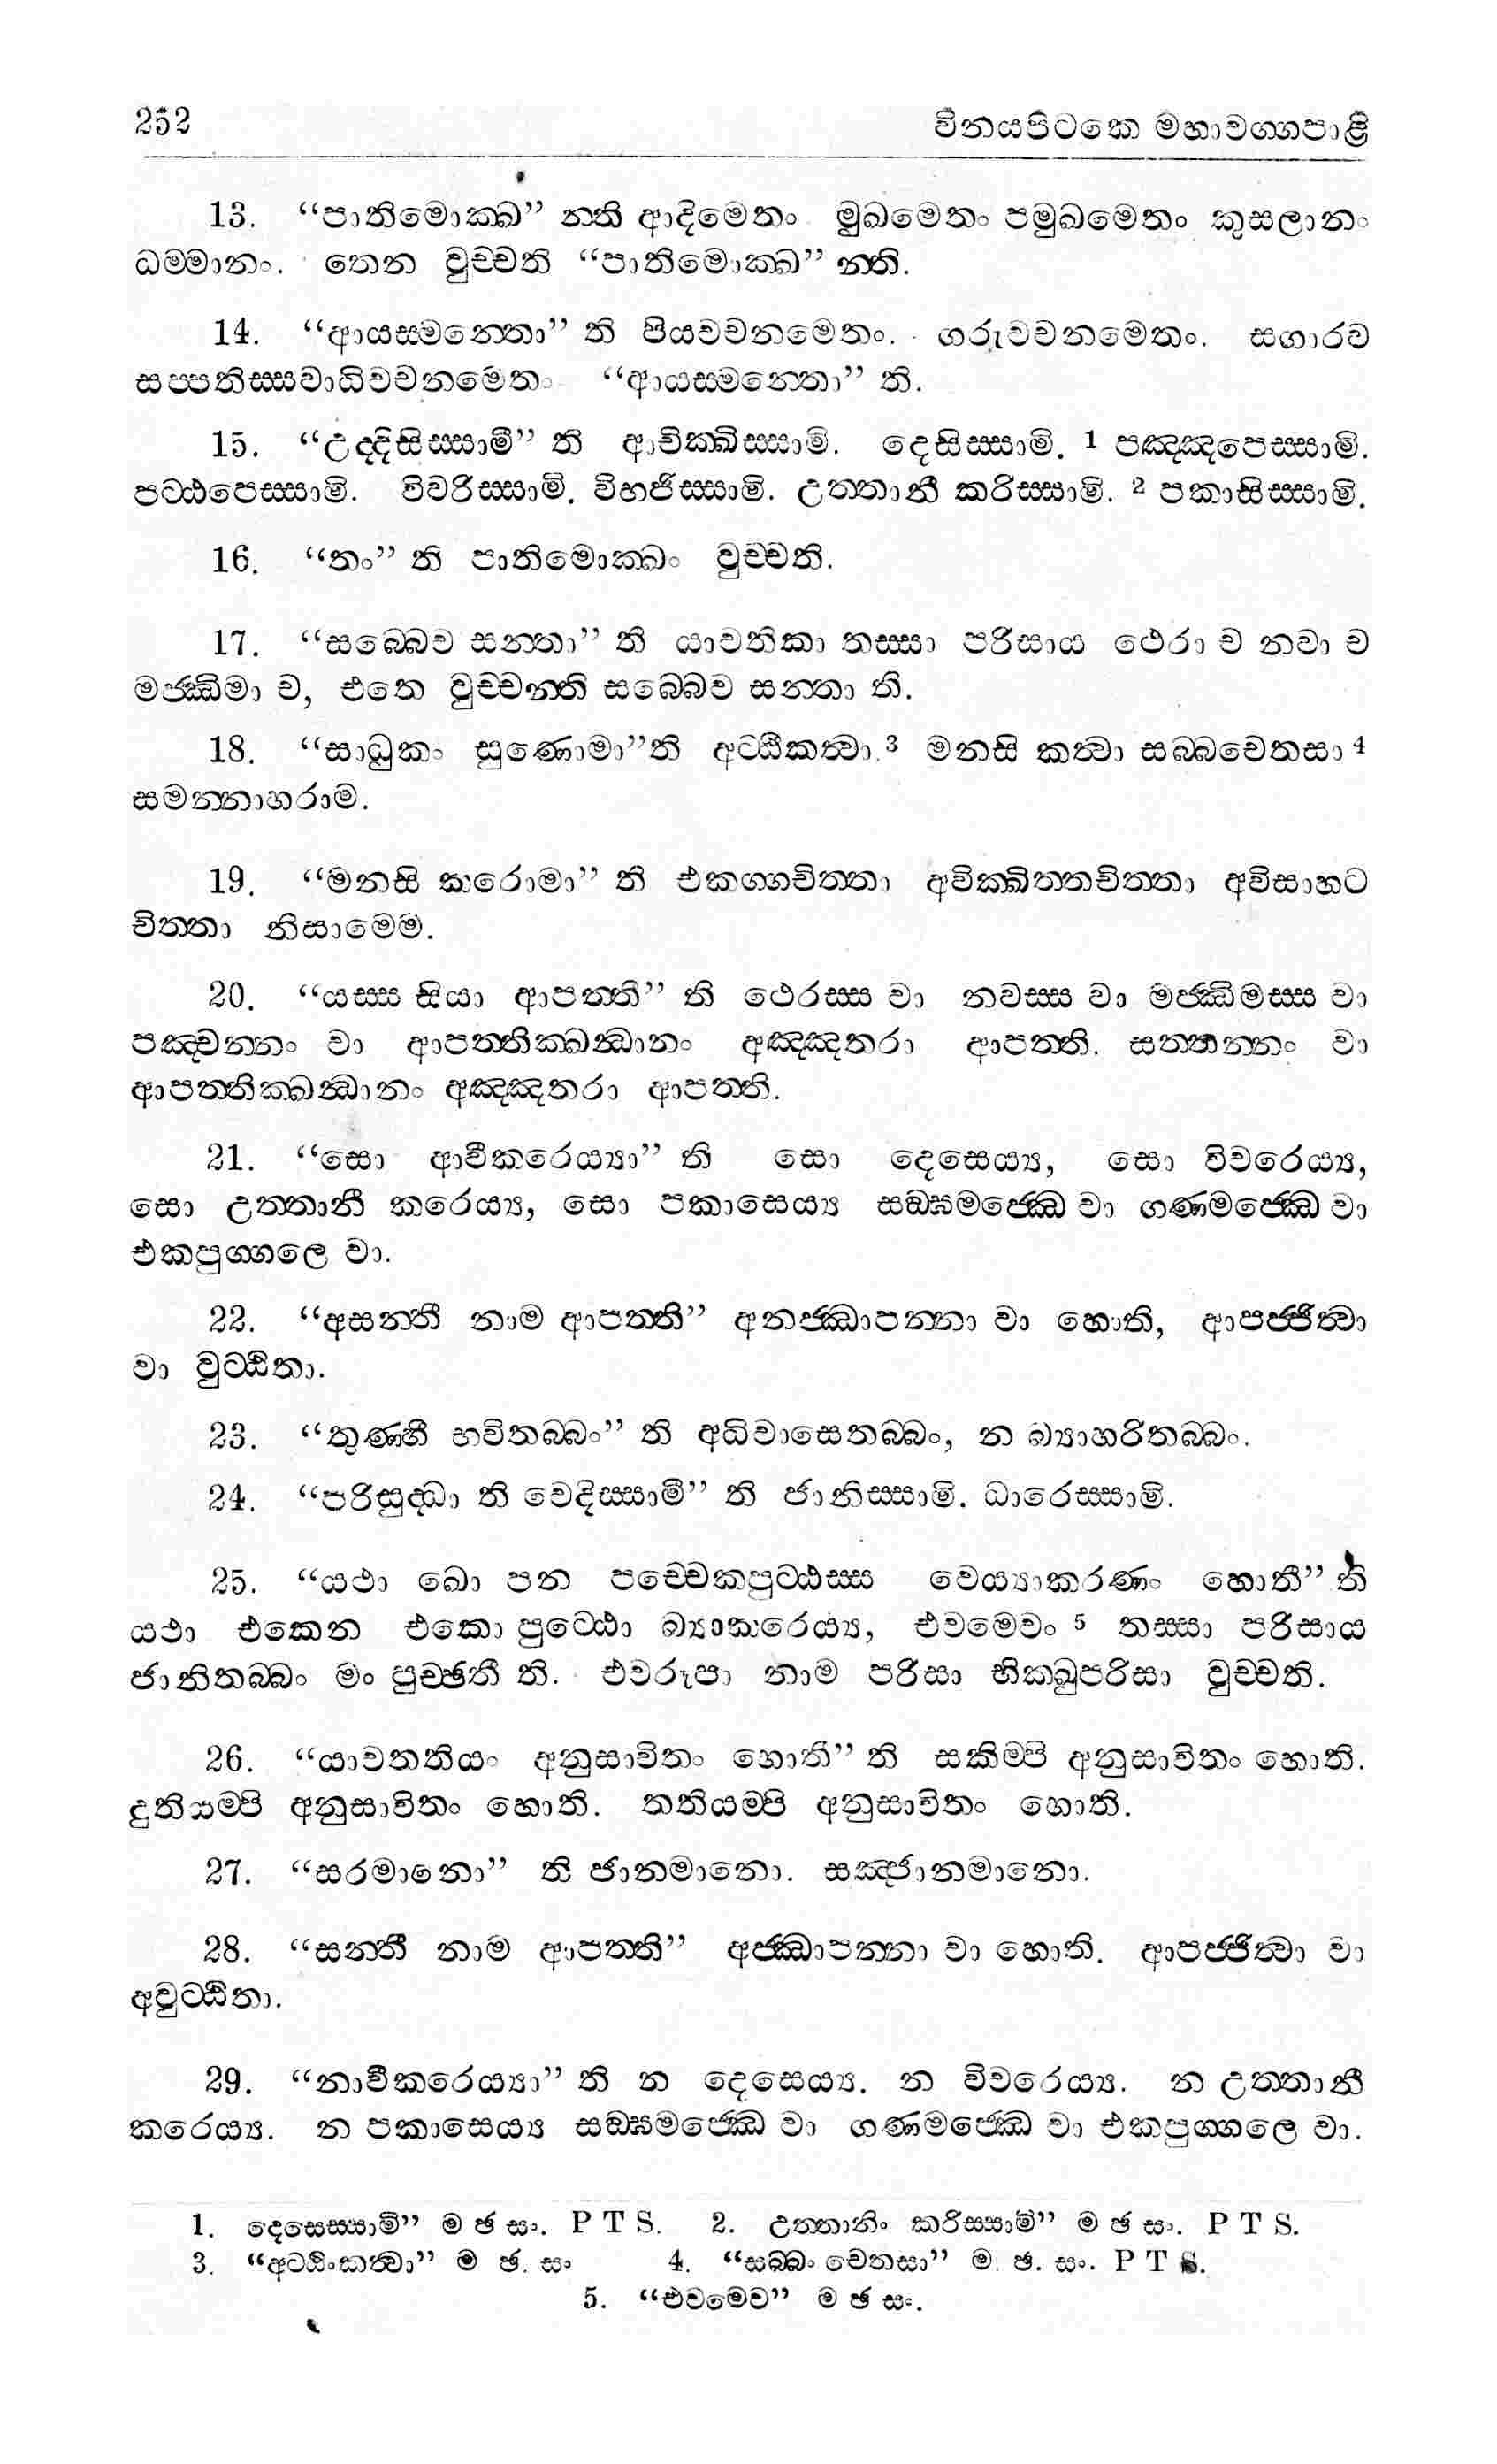 252 විනයපිටකෙ මහාවග්ගපාළි
13. “පාතිමොක්ඛ” න්ති ආදිමෙතං මුඛමෙතං පමුඛමෙතං කුසලානං
ධම්මානං. තෙන වුච්චති “පාතිමොක්ඛ” න්ති.
14. “ආයස්මන්තො” ති පියවචනමෙතං. ගරුවචනමෙතං. සගාරව
සප්පතිස්සවාධිවචනමෙතං “ආයස්මන්තො” ති.
15. “උද්දිසිස්සාමී” ති ආචික්ඛිස්සාමි. දෙසිස්සාමි. 1 පඤ්ඤපෙස්සාමි.
පට්ඨපෙස්සාමි. විවරිස්සාමි. විභජිස්සාමි. උත්තානී කරිස්සාමි. 2 පකාසිස්සාමි.
16. “තං” ති පාතිමොක්ඛං වුච්චති.
17. “සබ්බෙව සන්තා” ති යාවතිකා තස්සා පරිසාය ථෙරා ච නවා ච
මජ්ඣිමා ච, එතෙ වුච්චන්ති සබ්බෙව සන්තා ති.
18. “සාධුකං සුණොමා”ති අට්ඨීකත්වා.3 මනසි කත්වා සබ්බචෙතසා 4
සමන්නාහරාම.
19. “මනසි කරොමා” ති එකග්ගචිත්තා අවික්ඛිත්තචිත්තා අවිසාහට
චිත්තා නිසාමෙම.
20. “යස්ස සියා ආපත්තී” ති ථෙරස්ස වා නවස්ස වා මජ්ඣිමස්ස වා
පඤ්චන්නං වා ආපත්තික්ඛන්ධානං අඤ්ඤතරා ආපත්ති. සත්තන්නං වා
ආපත්තික්ඛන්ධානං අඤ්ඤතරා ආපත්ති.
21. “සො ආවීකරෙය්‍යා” ති සො දෙසෙය්‍ය, සො විවරෙය්‍ය,
සො උත්තානී කරෙය්‍ය, සො පකාසෙය්‍ය සඞ්ඝමජ්ඣෙ වා ගණමජ්ඣෙ වා
එකපුග්ගලෙ වා.
22. “අසන්තී නාම ආපත්ති” අනජ්ඣාපන්නා වා හොති, ආපජ්ජිත්වා
වා වුට්ඨිතා.
23. “තුණ්හී භවිතබ්බං” ති අධිවාසෙතබ්බං, න බ්‍යාහරිතබ්බං.
24. “පරිසුද්ධා ති වෙදිස්සාමී” ති ජානිස්සාමි. ධාරෙස්සාමි.
25. “යථා ඛො පන පච්චෙකපුට්ඨස්ස වෙය්‍යාකරණං හොතී” ති
යථා එකෙන එකො පුට්ඨො බ්‍යාකරෙය්‍ය, එවමෙවං 5 තස්සා පරිසාය
ජානිතබ්බං මං පුච්ඡතී ති. එවරූපා නාම පරිසා භික්ඛුපරිසා වුච්චති.
26. “යාවතතියං අනුසාවිතං හොතී” ති සකිම්පි අනුසාවිතං හොති.
දුතියම්පි අනුසාවිතං හොති. තතියම්පි අනුසාවිතං හොති.
27. “සරමානො” ති ජානමානො. සඤ්ජානමානො.
28. “සන්තී නාම ආපත්ති” අජ්ඣාපන්නා වා හොති. ආපජ්ජිත්වා වා
අවුට්ඨිතා.
29. “නාවීකරෙය්‍යා” ති න දෙසෙය්‍ය. න විවරෙය්‍ය. න උත්තානී
කරෙය්‍ය. න පකාසෙය්‍ය සඞ්ඝමජ්ඣෙ වා ගණමජ්ඣෙ වා එකපුග්ගලෙ වා.
1. දෙසෙස්සාමි” ම ඡ සං. P T S. 2. උත්තානිං කරිස්සාමි” ම ඡ සං. P T S.
3. “අට්ඨිංකත්වා” ම ඡ. සං 4. “සබ්බං චෙතසා” ම. ඡ. සං. P T S.
5. “එවමෙව” ම ඡ සං.